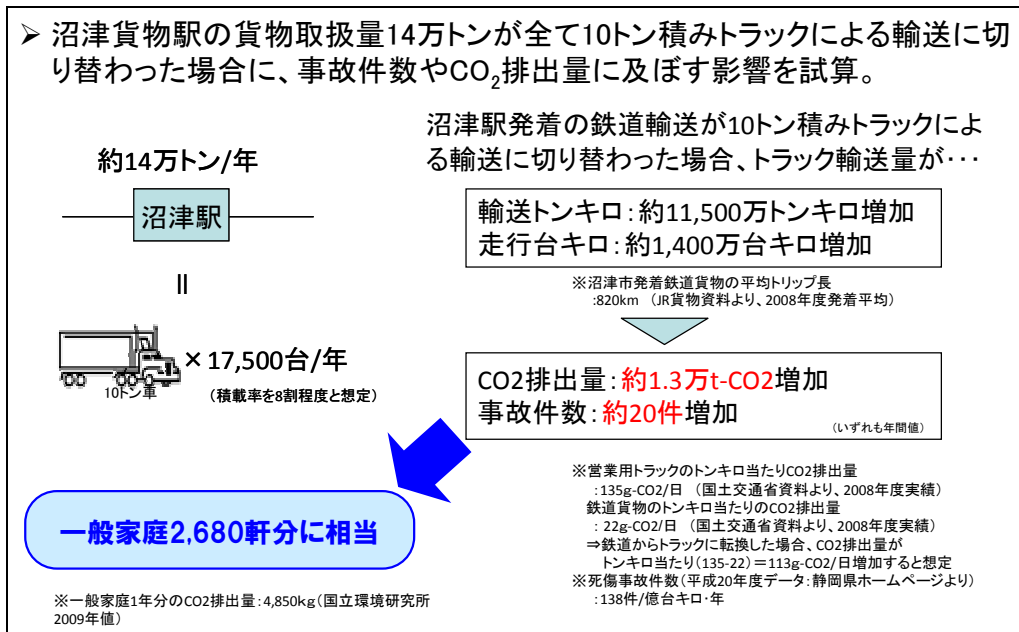 ➢ 沼津貨物駅の貨物取扱量14万トンが全て10トン積みトラックによる輸送に切
り替わった場合に、事故件数やCO₂排出量に及ぼす影響を試算。
約14万トン/年
沼津駅
=
× 17,500台/年
10トン車
(積載率を8割程度と想定)
沼津駅発着の鉄道輸送が10トン積みトラックによ
る輸送に切り替わった場合、トラック輸送量が･･･
輸送トンキロ:約11,500万トンキロ増加
走行台キロ:約1,400万台キロ増加
※沼津市発着鉄道貨物の平均トリップ長
:820km (JR貨物資料より、2008年度発着平均)
CO2排出量:約1.3万t-CO2増加
事故件数:約20件増加
(いずれも年間値)
一般家庭2,680軒分に相当
※一般家庭1年分のCO2排出量:4,850kg(国立環境研究所
2009年値)
※営業用トラックのトンキロ当たりCO2排出量
:135g-CO2/日 (国土交通省資料より、2008年度実績)
鉄道貨物のトンキロ当たりのCO2排出量
: 22g-CO2/日 (国土交通省資料より、2008年度実績)
⇒鉄道からトラックに転換した場合、CO2排出量が
トンキロ当たり(135-22)=113g-CO2/日増加すると想定
※死傷事故件数(平成20年度データ:静岡県ホームページより)
:138件/億台キロ･年